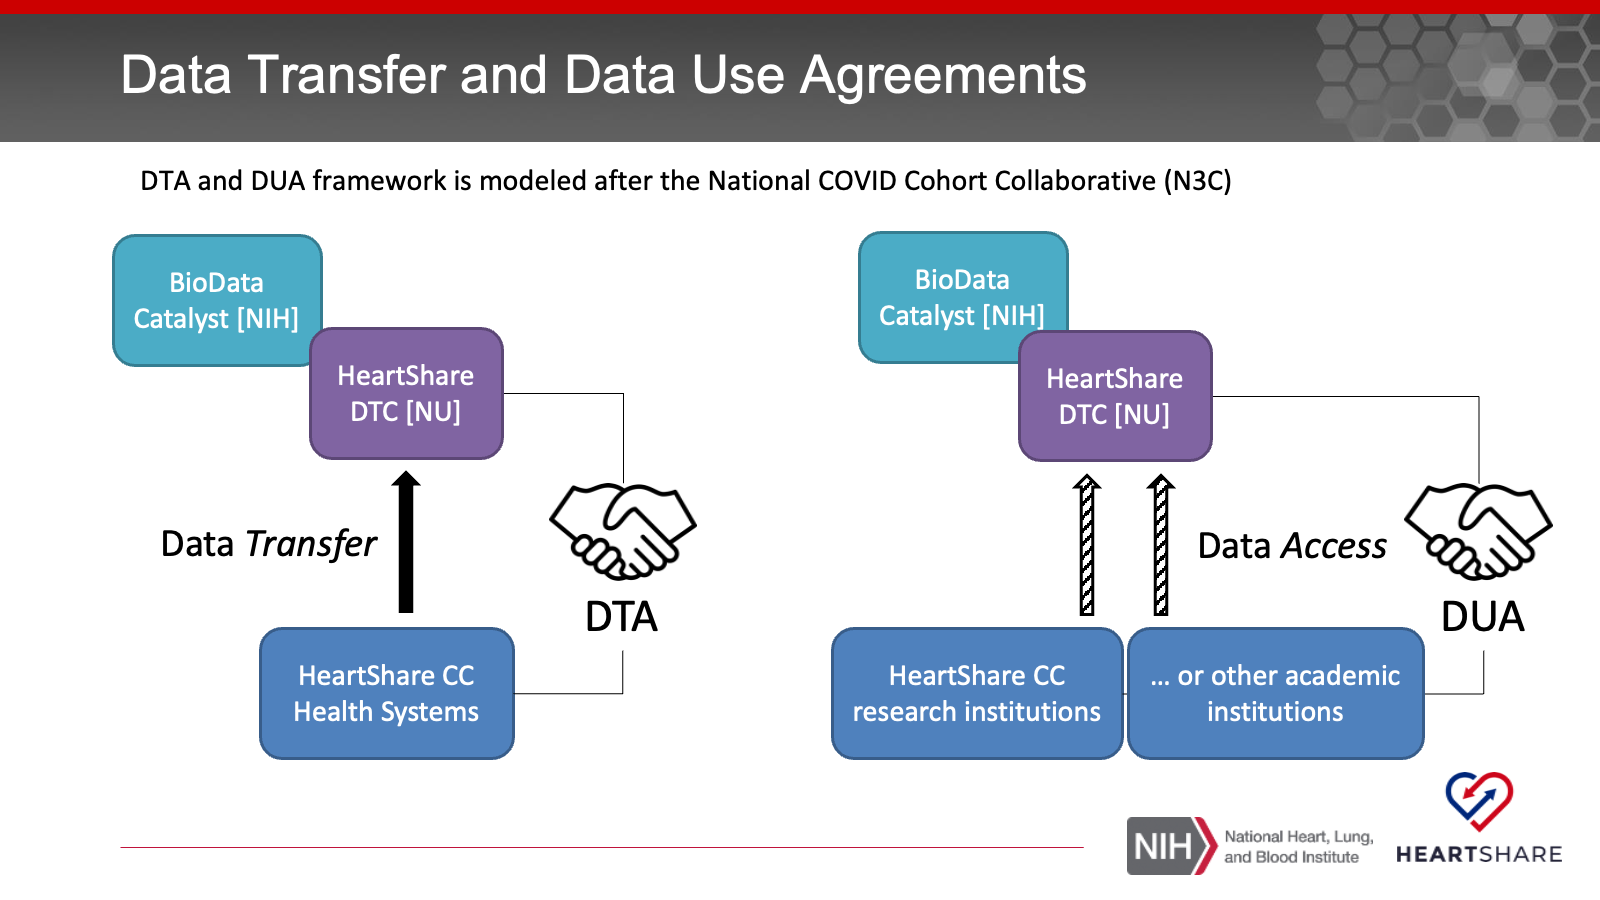 Data Transfer and Data Use Agreements
DTA and DUA framework is modeled after the National COVID Cohort Collaborative (N3C)
BioData
Catalyst [NIH]
HeartShare
DTC [NU]
Data Transfer
DTA
HeartShare CC
Health Systems
BioData
Catalyst [NIH]
HeartShare
DTC [NU]
Data Access
DUA
HeartShare CC
research institutions
... or other academic
institutions
NIH
National Heart, Lung,
and Blood Institute
HEARTSHARE